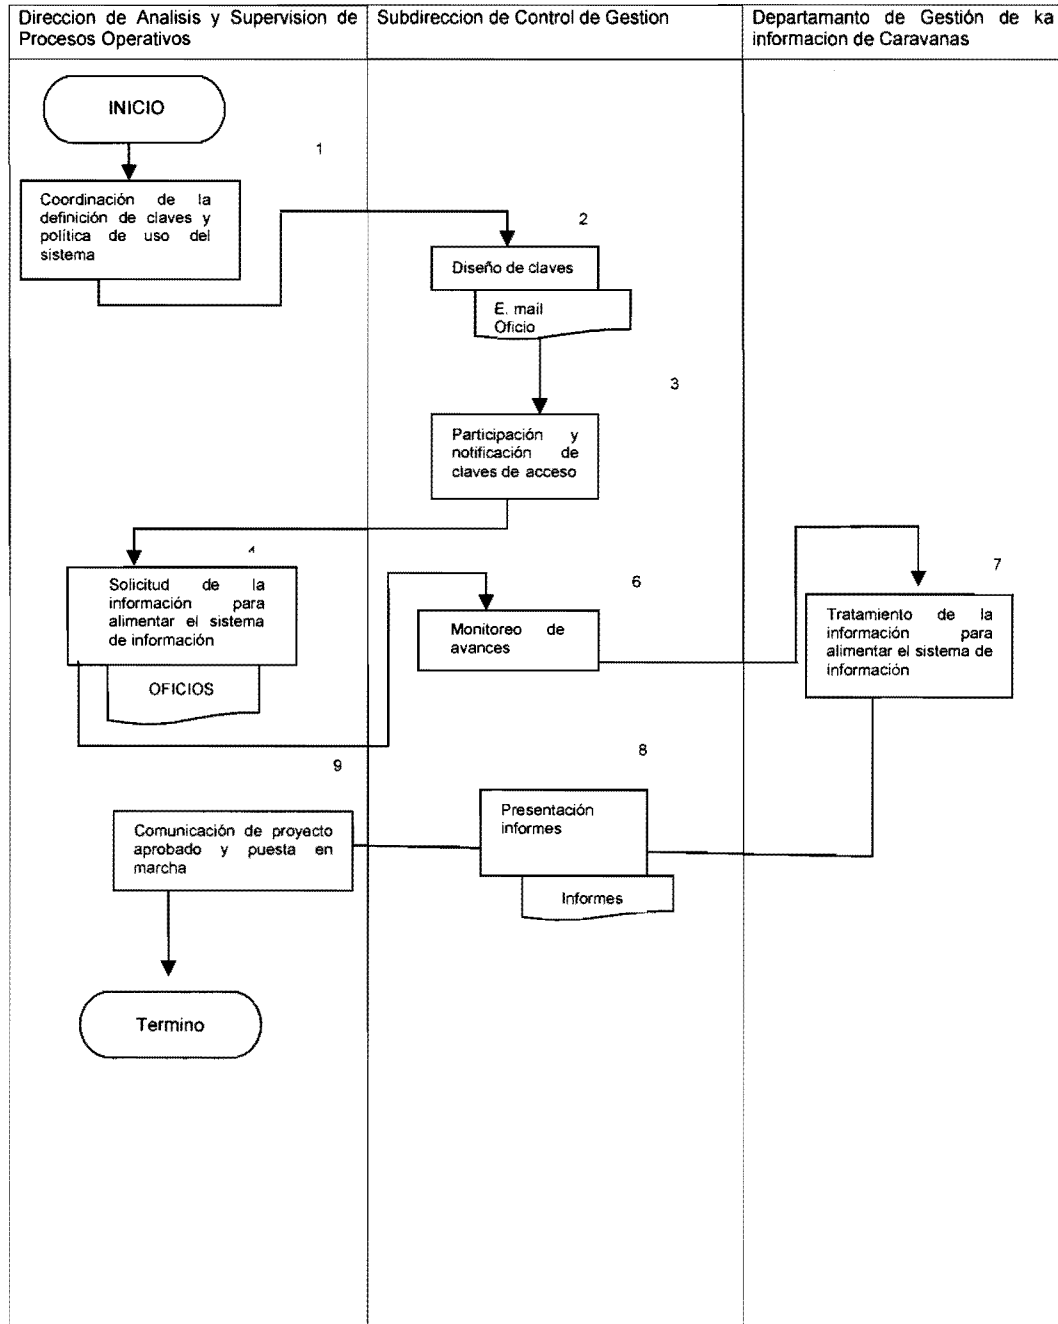 Direccion de Analisis y Supervision de
Procesos Operativos
Subdireccion de Control de Gestion
Departamanto de Gestión de ka
informacion de Caravanas
INICIO
1
Coordinación de la
definición de claves y
política de uso del
sistema
2
Diseño de claves
E. mail
Oficio
3
Participación y
notificación de
claves de acceso
4
Solicitud de la
información para
alimentar el sistema
de información
OFICIOS
6
Monitoreo de
avances
7
Tratamiento de la
información para
alimentar el sistema de
información
8
Presentación
informes
Informes
9
Comunicación de proyecto
aprobado y puesta en
marcha
Termino